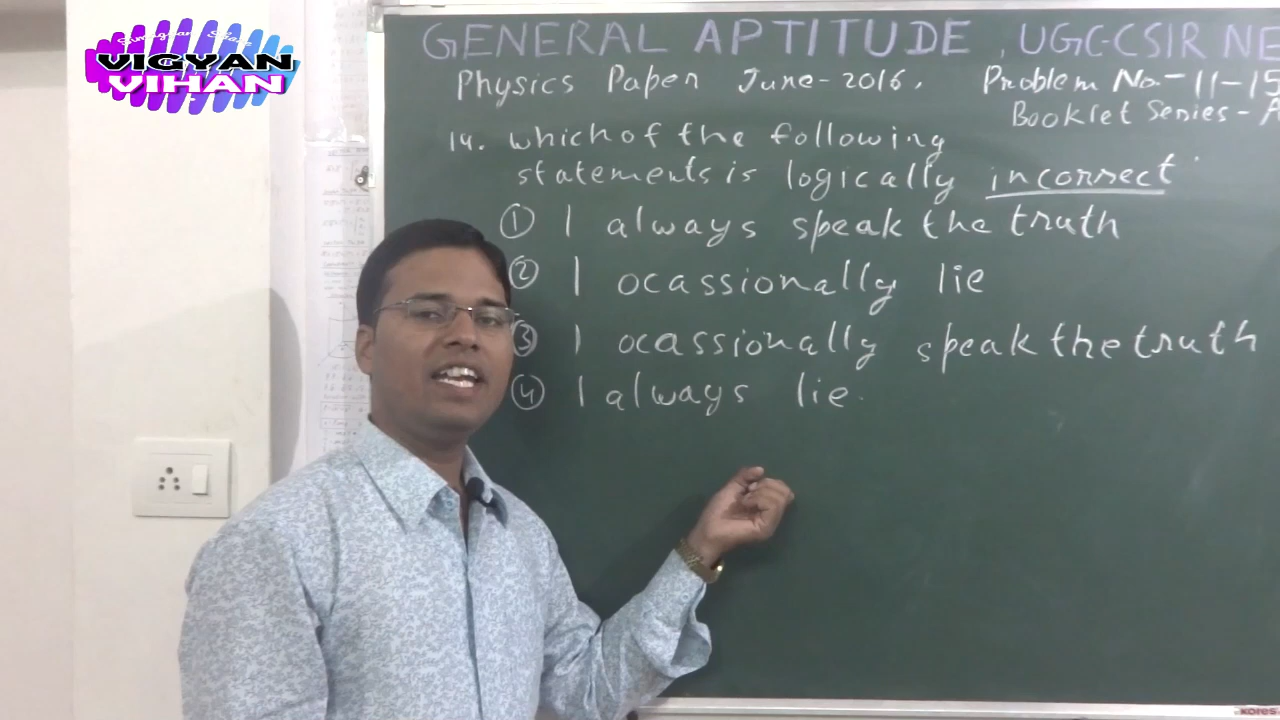 VIGYAN
VIHAN
GENERAL APTITUDE, UGC-CSIR NE
Physics Paper June-2016, Problem No.-11-15
Booklet Series-A
14. which of the following
statements is logically incorrect
① I always speak the truth
② I ocassionally lie
③ I ocassionally speak the truth
④ I always lie.
kores